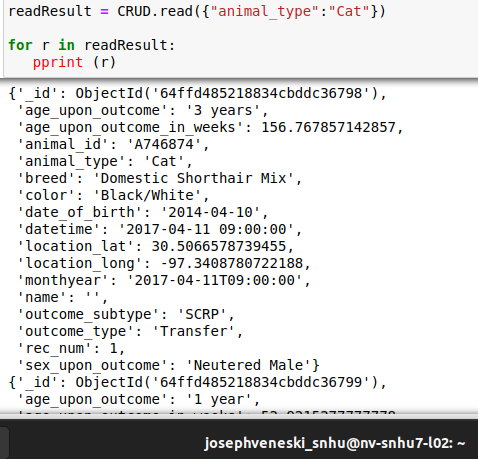 readResult = CRUD.read({"animal_type":"Cat"})
for r in readResult:
pprint (r)
{'_id': ObjectId('64ffd485218834cbddc36798'),
'age_upon_outcome': '3 years',
'age_upon_outcome_in_weeks': 156.767857142857,
'animal_id': 'A746874',
'animal_type': 'Cat',
'breed': 'Domestic Shorthair Mix',
'color': 'Black/White',
'date_of_birth': '2014-04-10',
'datetime': '2017-04-11 09:00:00',
'location_lat': 30.5066578739455,
'location_long': -97.3408780722188,
'monthyear': '2017-04-11T09:00:00',
'name': '',
'outcome_subtype': 'SCRP',
'outcome_type': 'Transfer',
'rec_num': 1,
'sex_upon_outcome': 'Neutered Male'}
{'_id': ObjectId('64ffd485218834cbddc36799'),
'age_upon_outcome': '1 year',
josephveneski_snhu@nv-snhu7-l02: ~